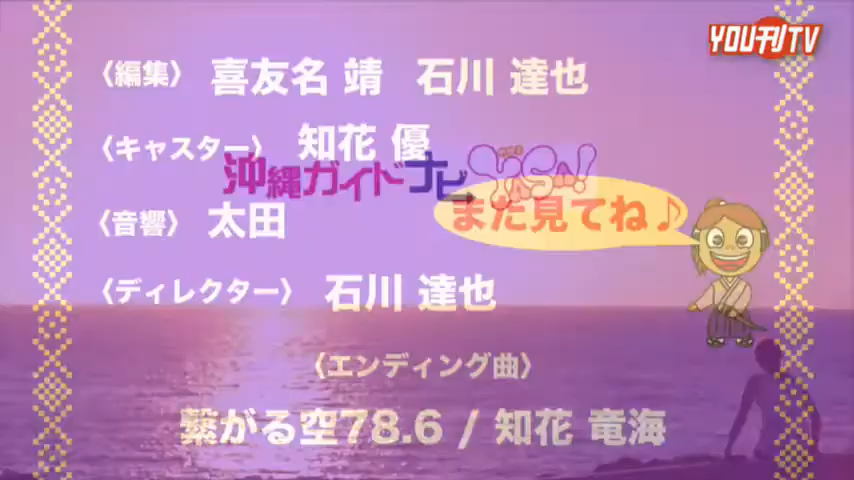 YOU刊TV
〈編集〉 喜友名 靖 石川 達也
〈キャスター〉 知花 優
沖縄ガイドナビ YaSa!
また見てね♪
〈音響〉 太田
〈ディレクター〉 石川 達也
〈エンディング曲〉
繋がる空78.6 / 知花 竜海